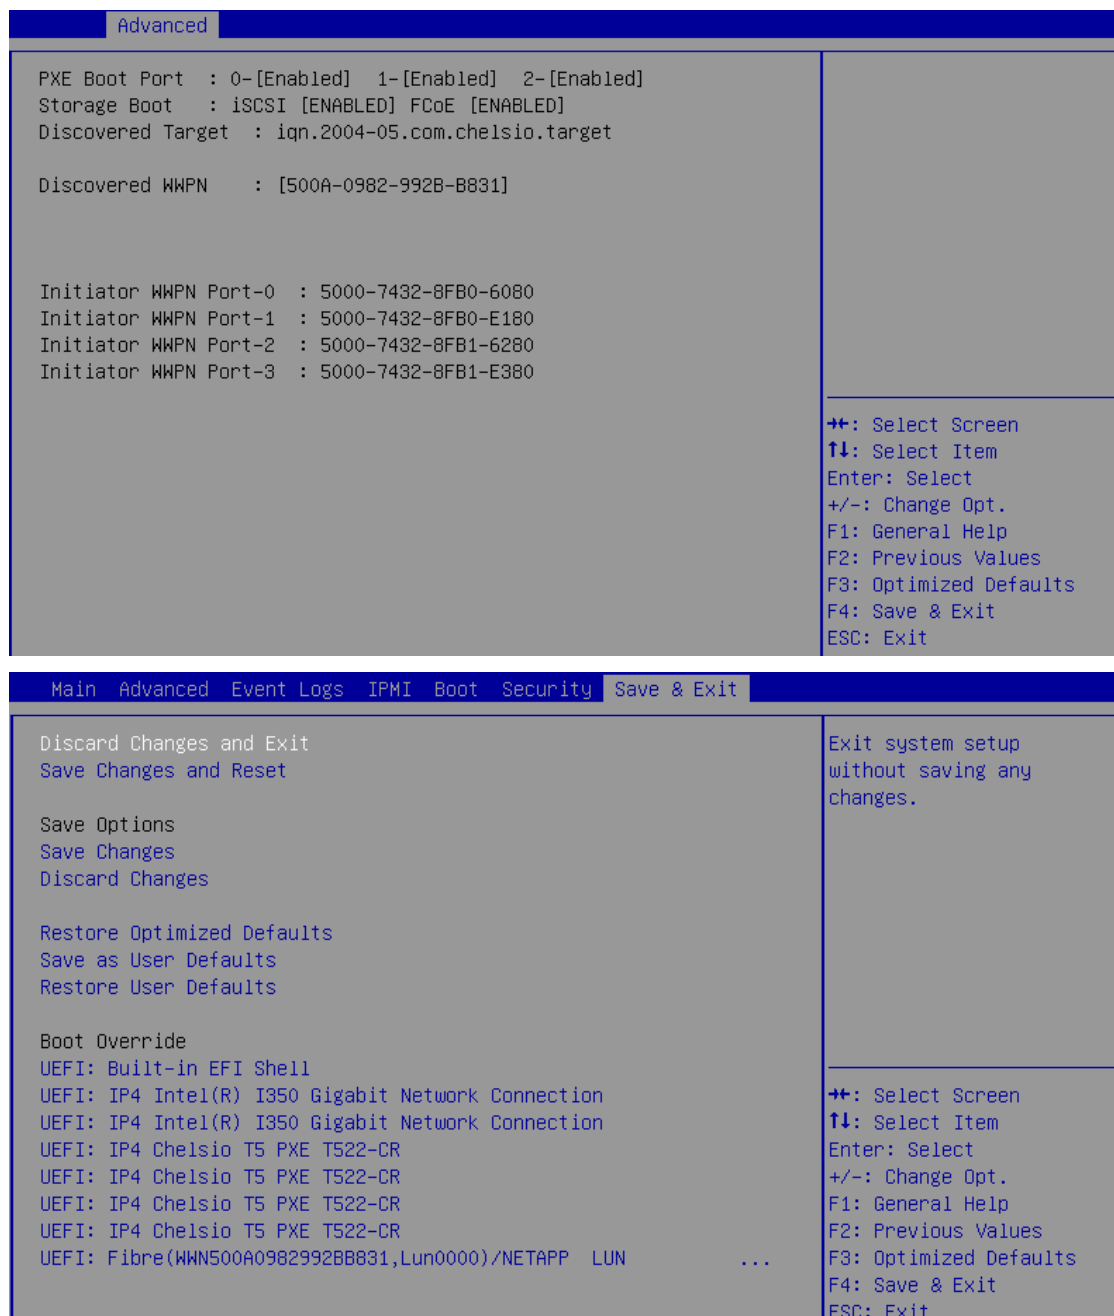 Advanced
PXE Boot Port : 0-[Enabled] 1-[Enabled] 2-[Enabled]
Storage Boot : iSCSI [ENABLED] FCoE [ENABLED]
Discovered Target : iqn.2004-05.com.chelsio.target
Discovered WWPN : [500A-0982-992B-B831]
Initiator WWPN Port-0 : 5000-7432-8FB0-6080
Initiator WWPN Port-1 : 5000-7432-8FB0-E180
Initiator WWPN Port-2 : 5000-7432-8FB1-6280
Initiator WWPN Port-3 : 5000-7432-8FB1-E380
→←: Select Screen
↑↓: Select Item
Enter: Select
+/-: Change Opt.
F1: General Help
F2: Previous Values
F3: Optimized Defaults
F4: Save & Exit
ESC: Exit
Main Advanced Event Logs IPMI Boot Security Save & Exit
Discard Changes and Exit
Save Changes and Reset
Save Options
Save Changes
Discard Changes
Restore Optimized Defaults
Save as User Defaults
Restore User Defaults
Boot Override
UEFI: Built-in EFI Shell
UEFI: IP4 Intel(R) I350 Gigabit Network Connection
UEFI: IP4 Intel(R) I350 Gigabit Network Connection
UEFI: IP4 Chelsio T5 PXE T522-CR
UEFI: IP4 Chelsio T5 PXE T522-CR
UEFI: IP4 Chelsio T5 PXE T522-CR
UEFI: IP4 Chelsio T5 PXE T522-CR
UEFI: Fibre(WWN500A0982992BB831,Lun0000)/NETAPP LUN ...
Exit system setup
without saving any
changes.
→←: Select Screen
↑↓: Select Item
Enter: Select
+/-: Change Opt.
F1: General Help
F2: Previous Values
F3: Optimized Defaults
F4: Save & Exit
ESC: Exit